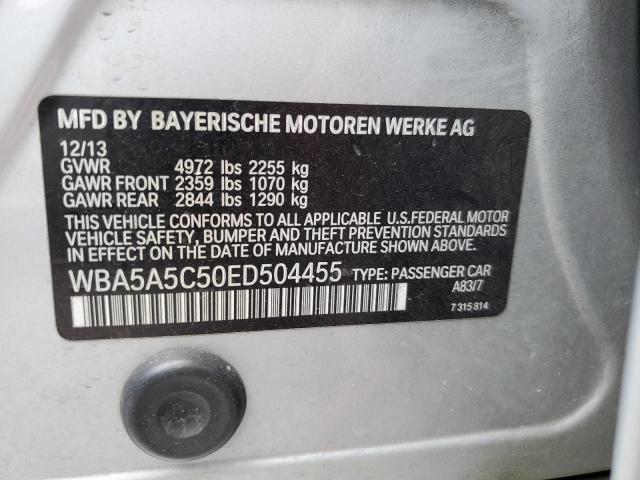 MFD BY BAYERISCHE MOTOREN WERKE AG
12/13
GVWR 4972 lbs 2255 kg
GAWR FRONT 2359 lbs 1070 kg
GAWR REAR 2844 lbs 1290 kg
THIS VEHICLE CONFORMS TO ALL APPLICABLE U.S.FEDERAL MOTOR
VEHICLE SAFETY, BUMPER AND THEFT PREVENTION STANDARDS
IN EFFECT ON THE DATE OF MANUFACTURE SHOWN ABOVE.
WBA5A5C50ED504455 TYPE: PASSENGER CAR
A83/7
7 315 814